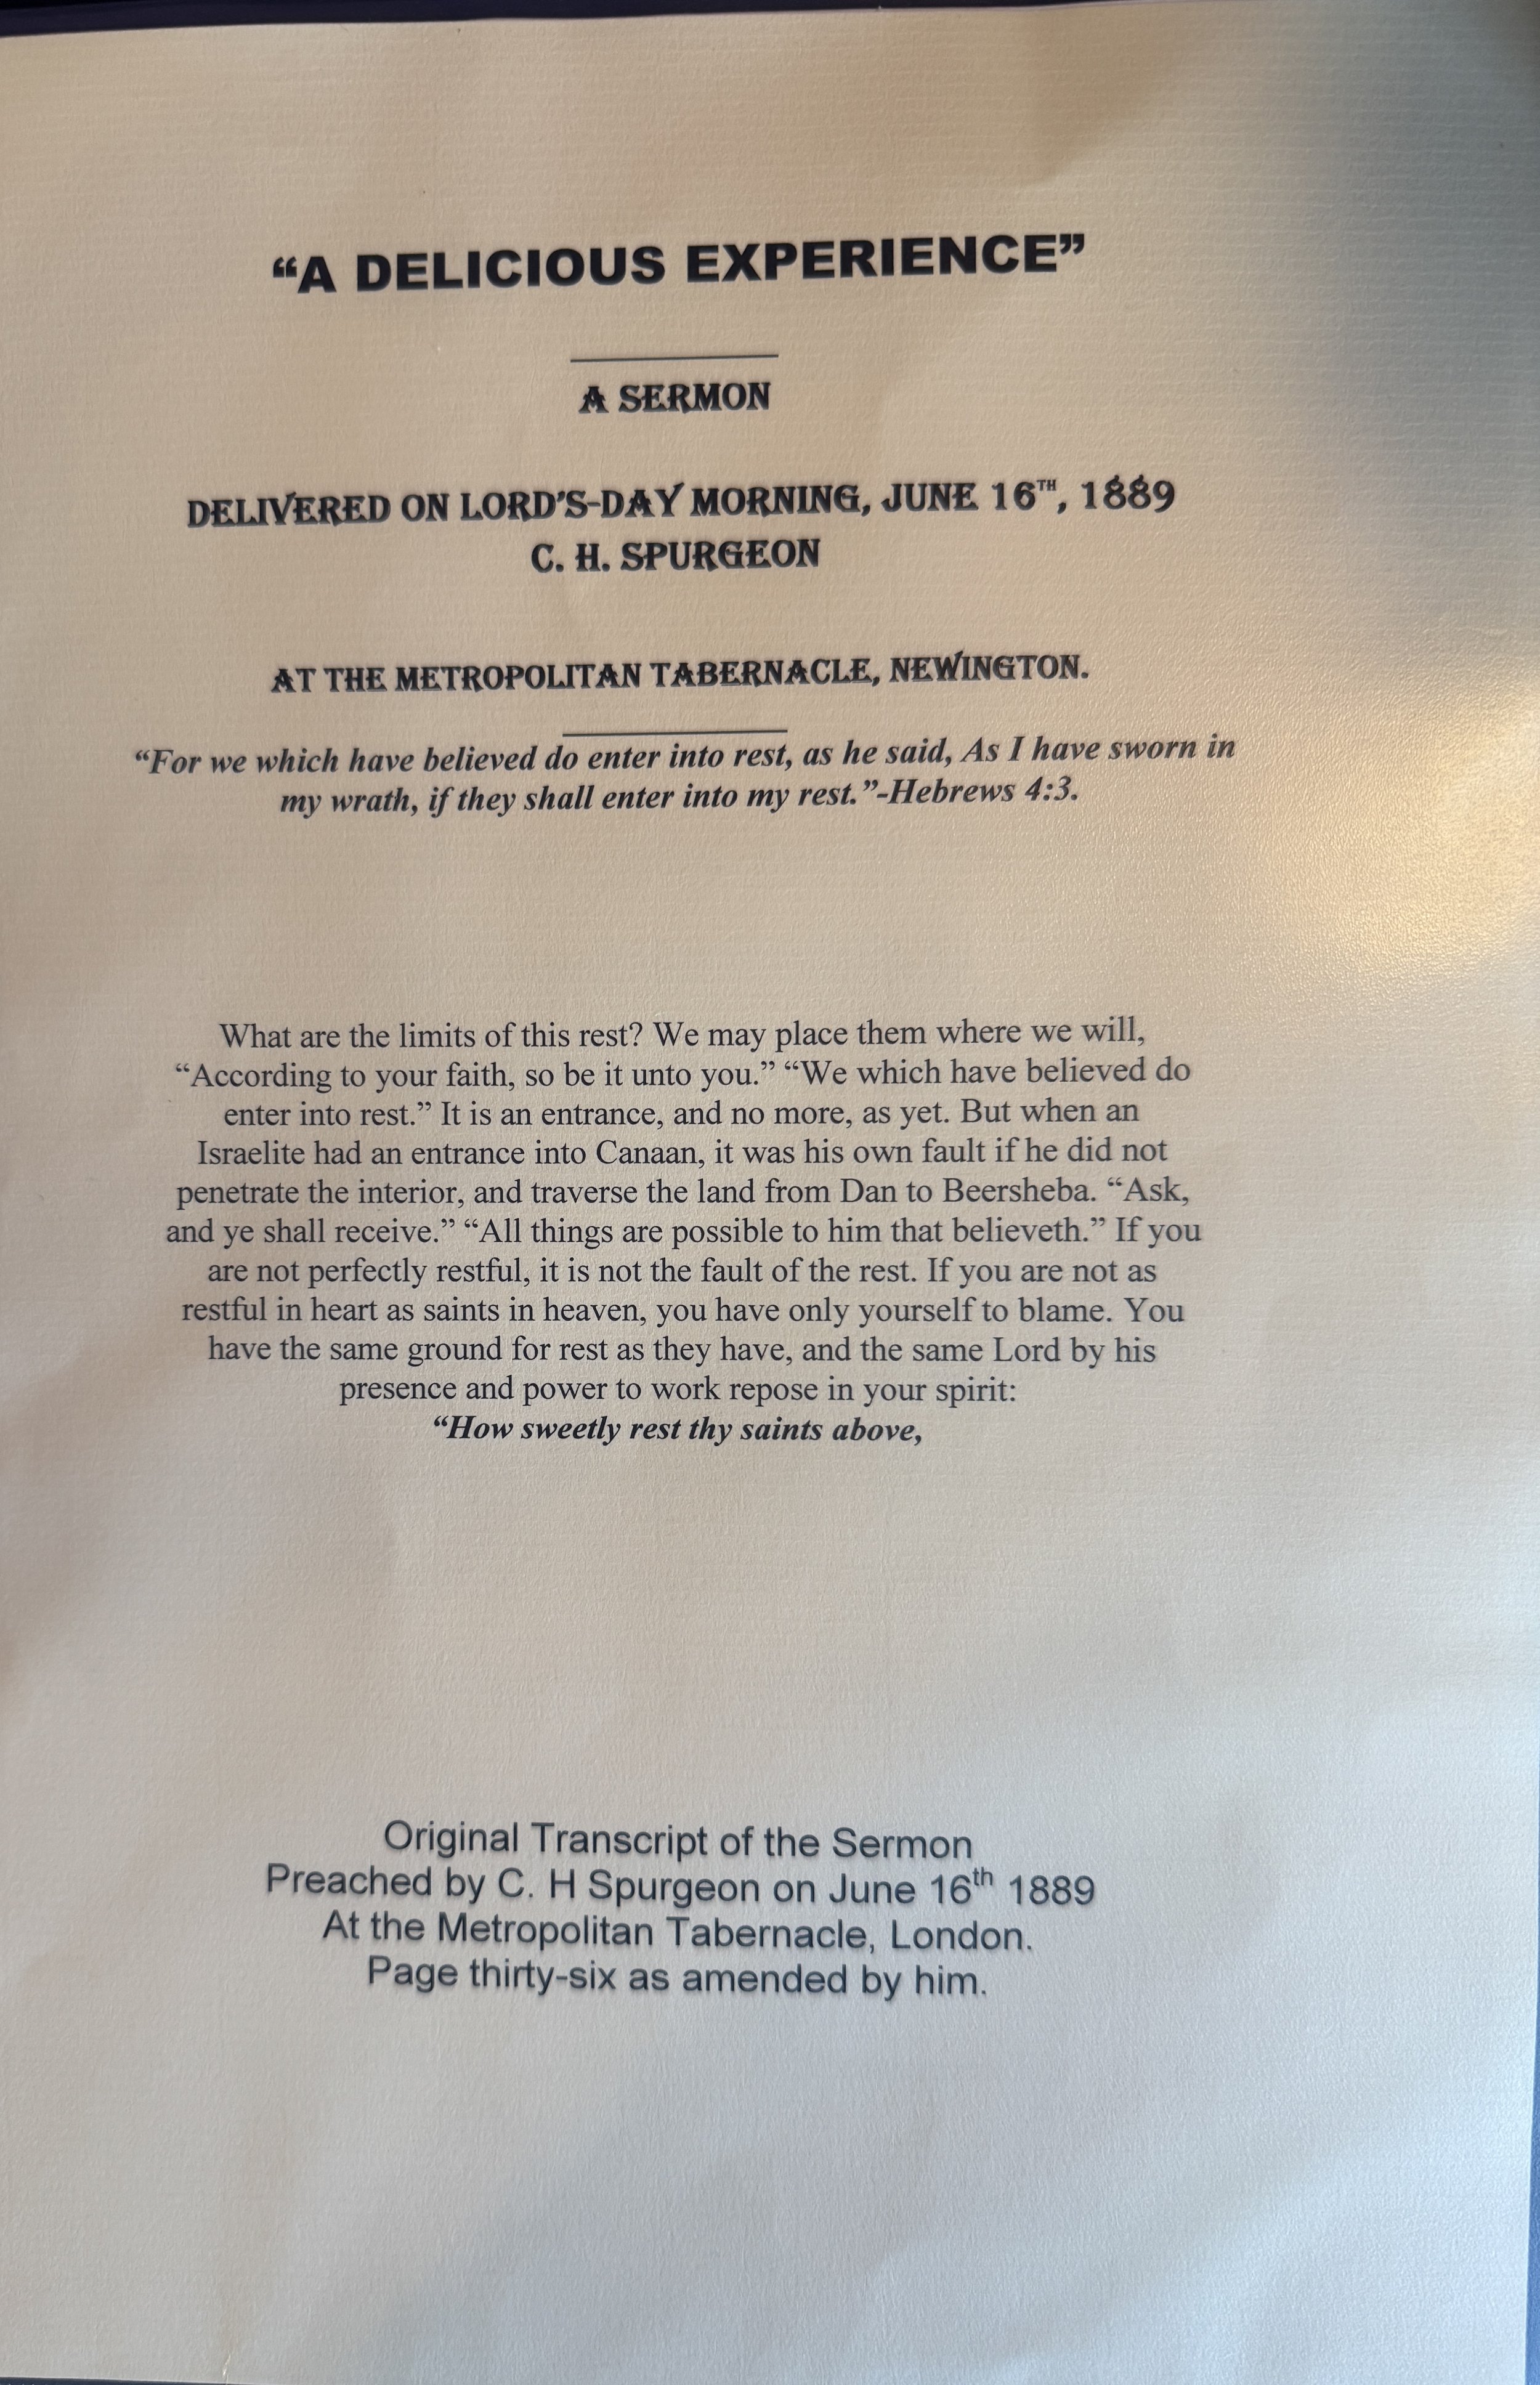 “A DELICIOUS EXPERIENCE”
A SERMON
DELIVERED ON LORD’S-DAY MORNING, JUNE 16TH, 1889
C. H. SPURGEON
AT THE METROPOLITAN TABERNACLE, NEWINGTON.
“For we which have believed do enter into rest, as he said, As I have sworn in
my wrath, if they shall enter into my rest.”-Hebrews 4:3.
What are the limits of this rest? We may place them where we will,
“According to your faith, so be it unto you.” “We which have believed do
enter into rest.” It is an entrance, and no more, as yet. But when an
Israelite had an entrance into Canaan, it was his own fault if he did not
penetrate the interior, and traverse the land from Dan to Beersheba. “Ask,
and ye shall receive.” “All things are possible to him that believeth.” If you
are not perfectly restful, it is not the fault of the rest. If you are not as
restful in heart as saints in heaven, you have only yourself to blame. You
have the same ground for rest as they have, and the same Lord by his
presence and power to work repose in your spirit:
“How sweetly rest thy saints above,
Original Transcript of the Sermon
Preached by C. H Spurgeon on June 16th 1889
At the Metropolitan Tabernacle, London.
Page thirty-six as amended by him.